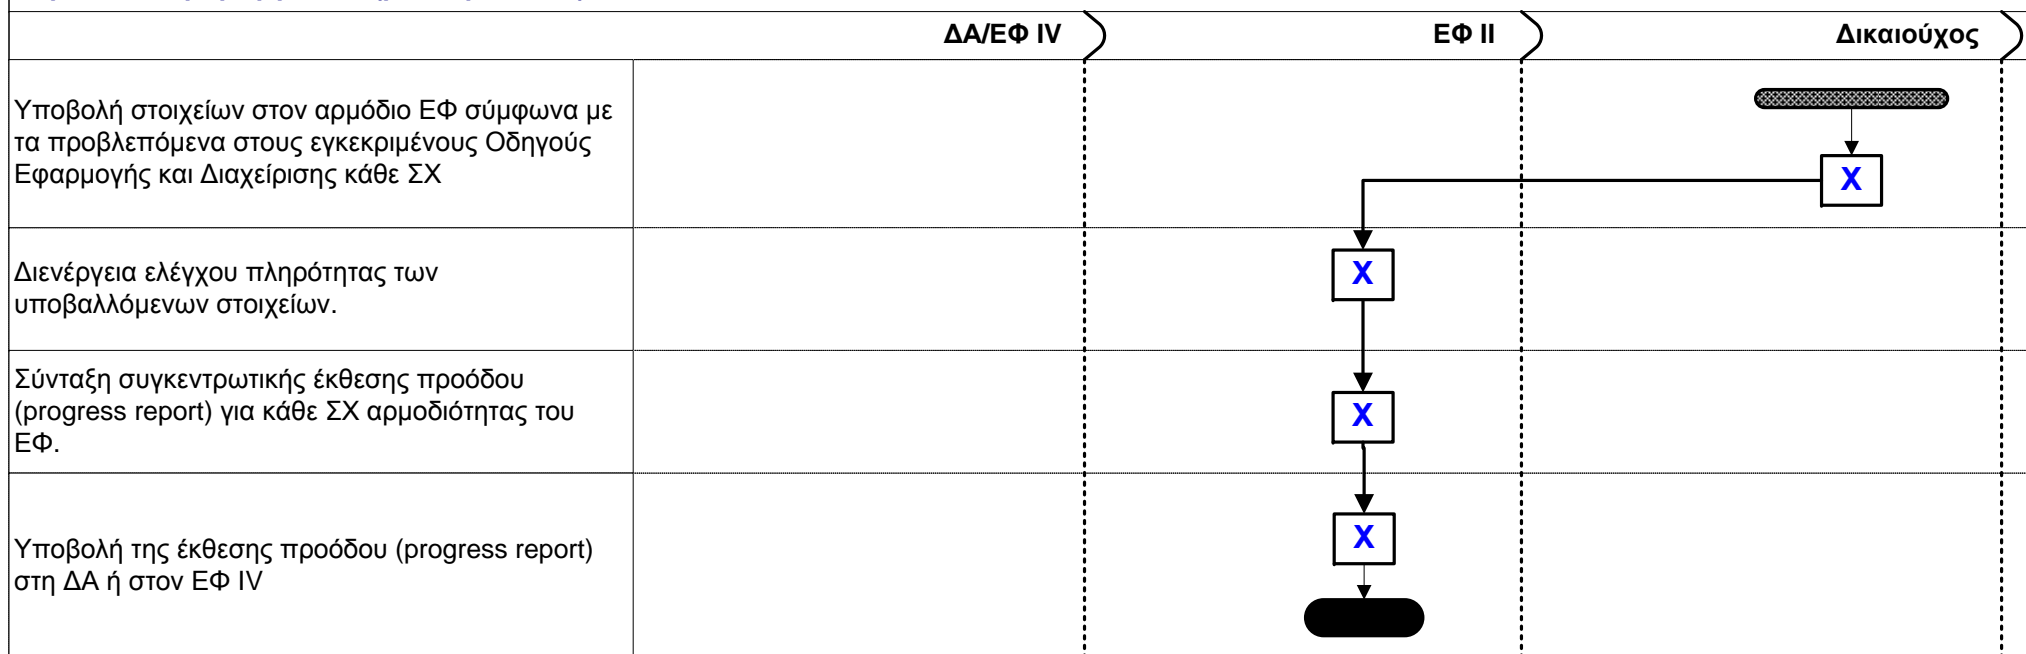 ΔΑ/ΕΦ IV
ΕΦ II
Δικαιούχος
Υποβολή στοιχείων στον αρμόδιο ΕΦ σύμφωνα με
τα προβλεπόμενα στους εγκεκριμένους Οδηγούς
Εφαρμογής και Διαχείρισης κάθε ΣΧ
X
Διενέργεια ελέγχου πληρότητας των
υποβαλλόμενων στοιχείων.
X
Σύνταξη συγκεντρωτικής έκθεσης προόδου
(progress report) για κάθε ΣΧ αρμοδιότητας του
ΕΦ.
X
Υποβολή της έκθεσης προόδου (progress report)
στη ΔΑ ή στον ΕΦ IV
X